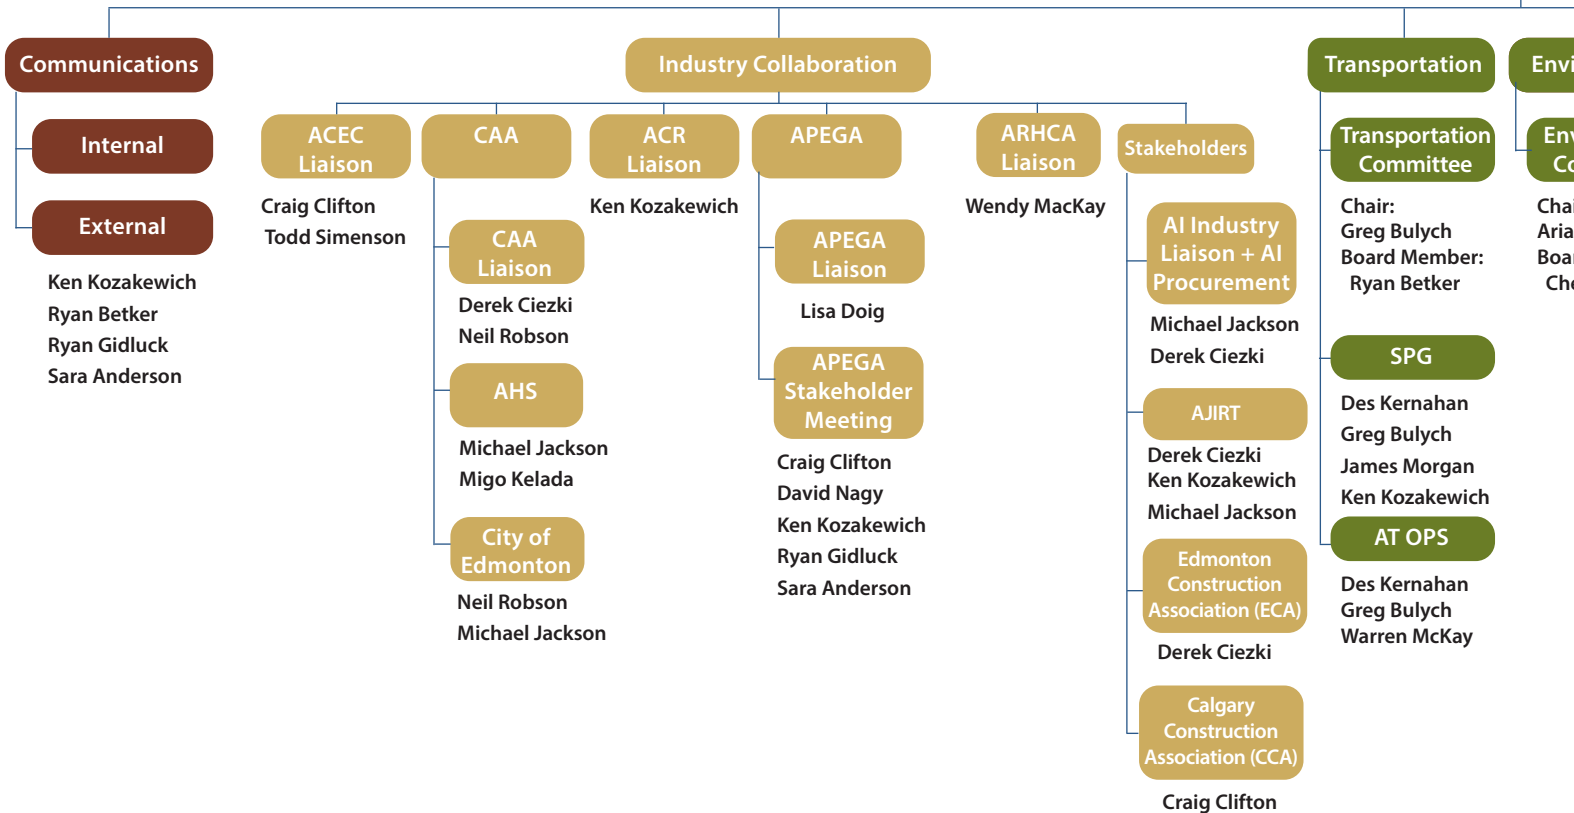 Communications
Internal
External
Ken Kozakewich
Ryan Betker
Ryan Gidluck
Sara Anderson
Industry Collaboration
ACEC
Liaison
Craig Clifton
Todd Simenson
CAA
CAA
Liaison
Derek Ciezki
Neil Robson
AHS
Michael Jackson
Migo Kelada
City of
Edmonton
Neil Robson
Michael Jackson
ACR
Liaison
Ken Kozakewich
APEGA
APEGA
Liaison
Lisa Doig
APEGA
Stakeholder
Meeting
Craig Clifton
David Nagy
Ken Kozakewich
Ryan Gidluck
Sara Anderson
ARHCA
Liaison
Wendy MacKay
Stakeholders
AI Industry
Liaison + AI
Procurement
Michael Jackson
Derek Ciezki
AJIRT
Derek Ciezki
Ken Kozakewich
Michael Jackson
Edmonton
Construction
Association (ECA)
Derek Ciezki
Calgary
Construction
Association (CCA)
Craig Clifton
Transportation
Transportation
Committee
Chair:
Greg Bulych
Board Member:
Ryan Betker
SPG
Des Kernahan
Greg Bulych
James Morgan
Ken Kozakewich
AT OPS
Des Kernahan
Greg Bulych
Warren McKay